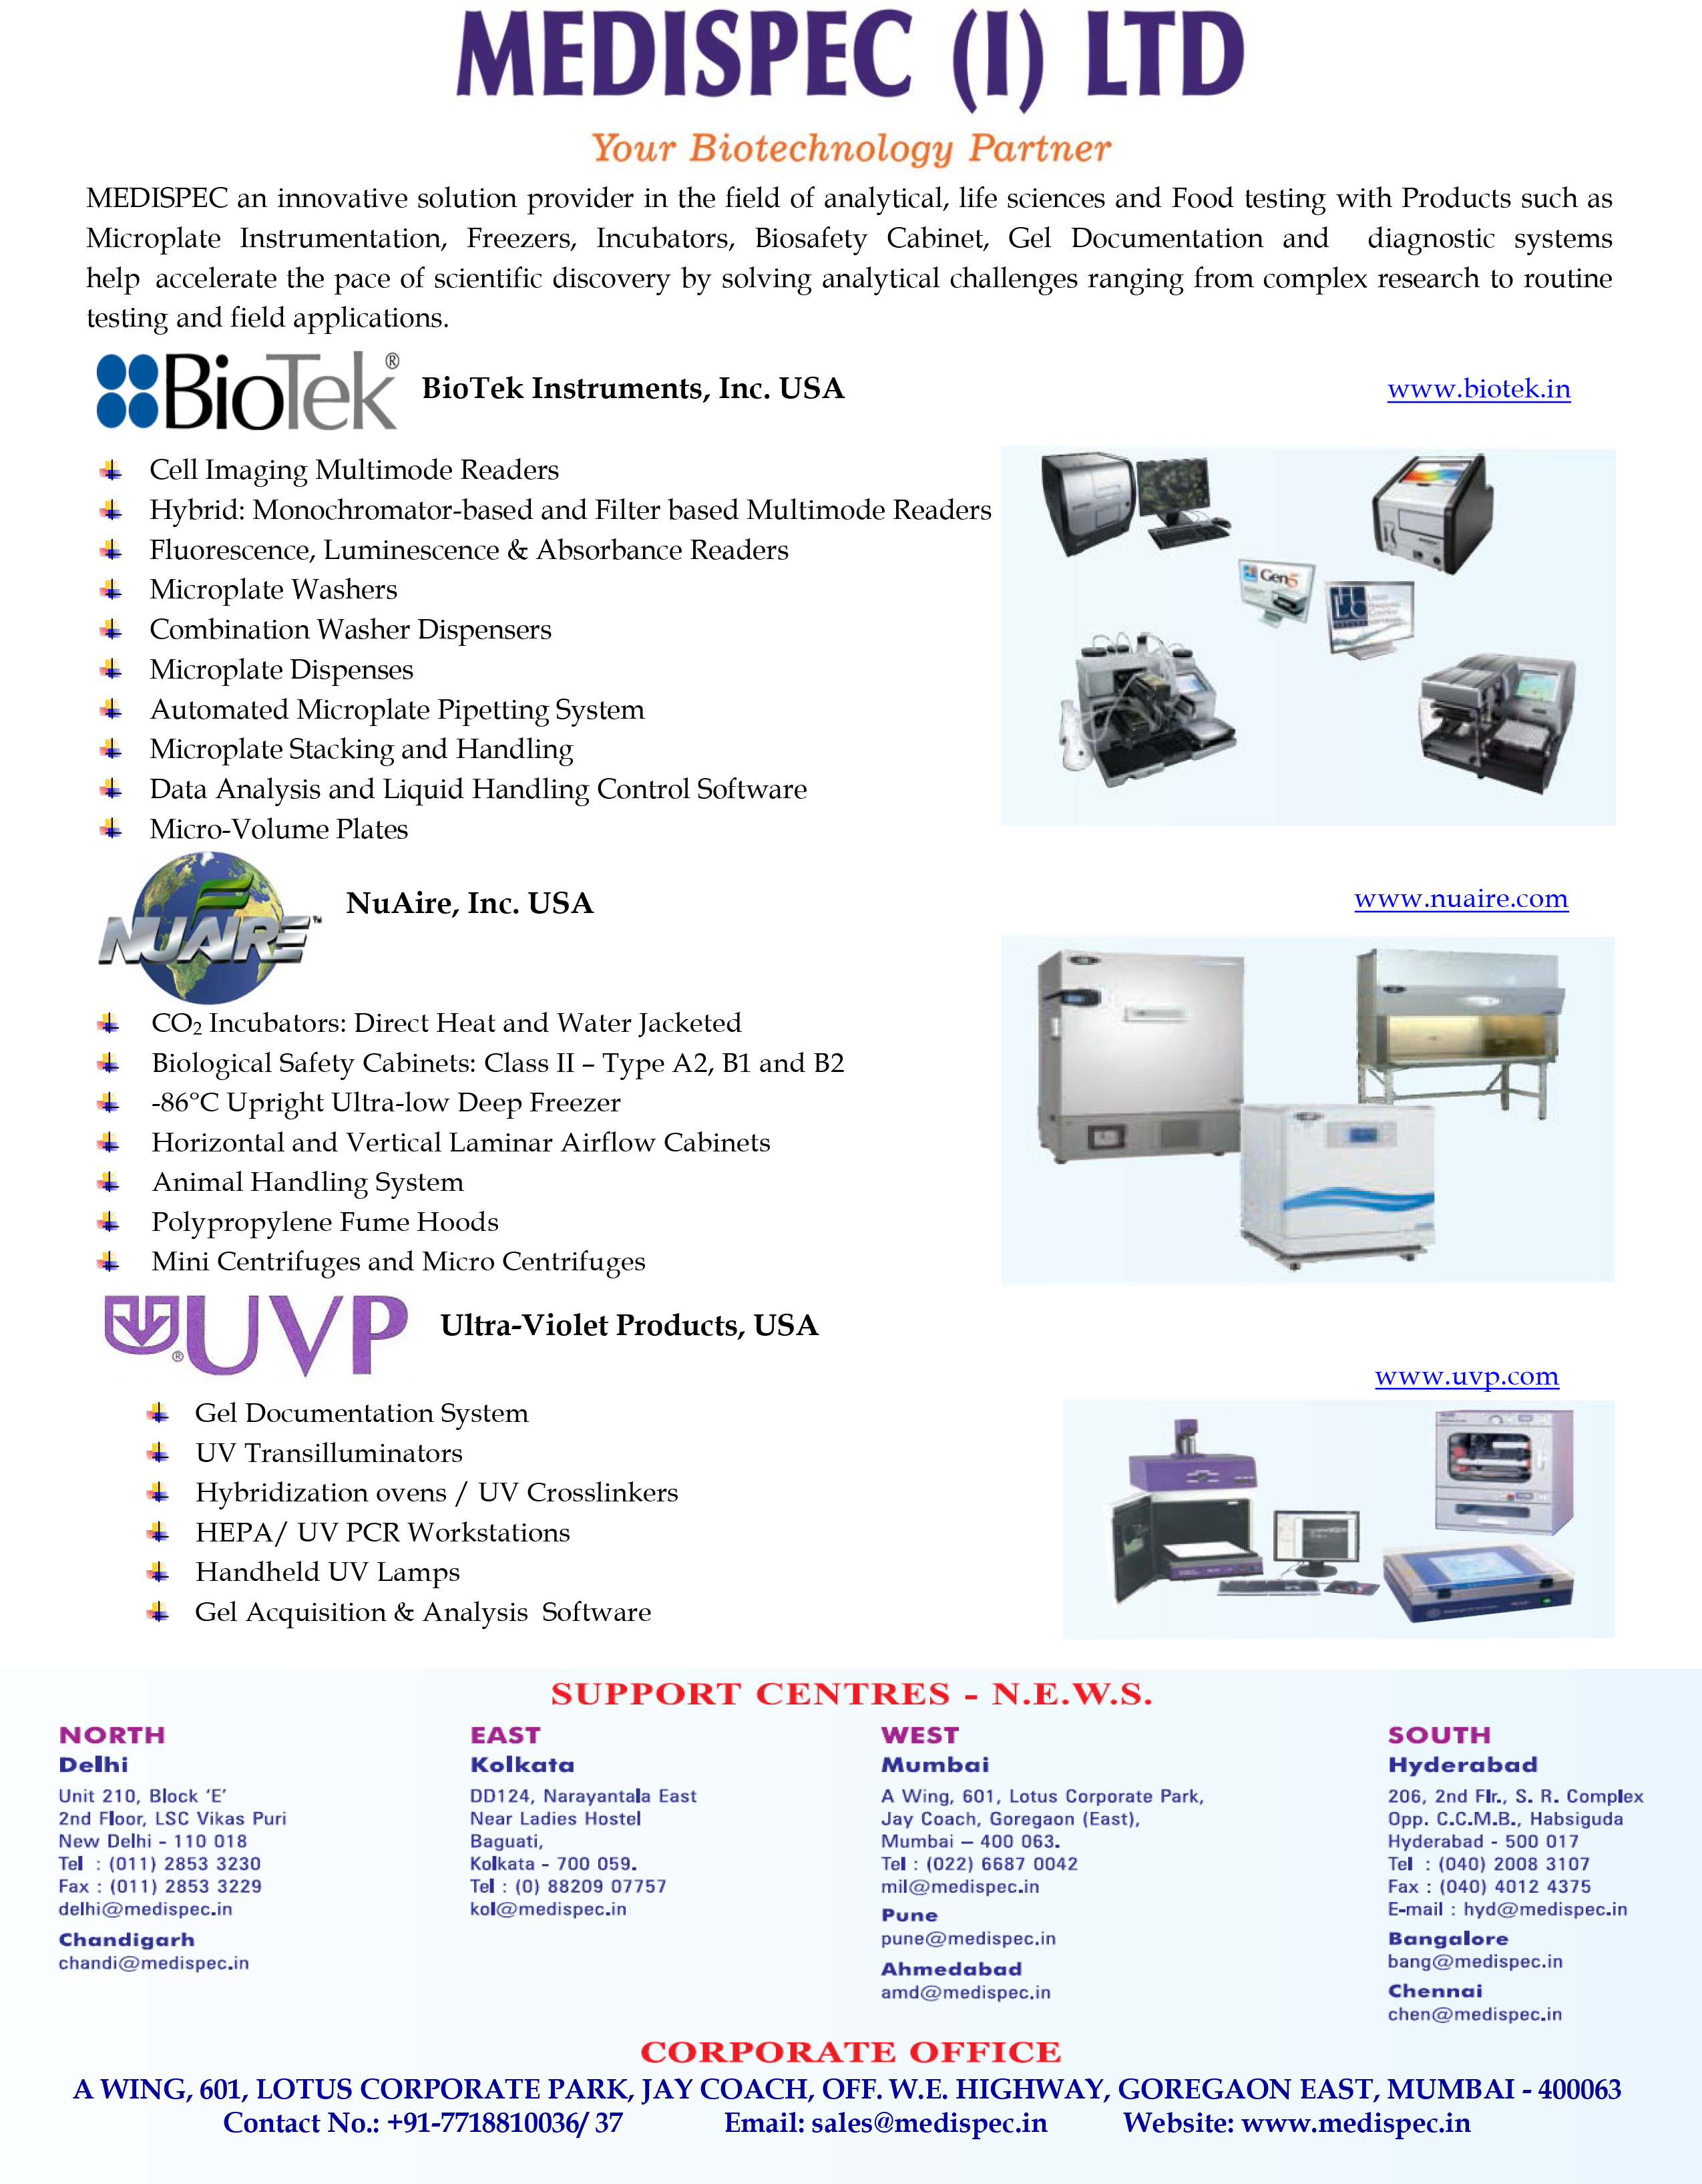 MEDISPEC (I) LTD
Your Biotechnology Partner
MEDISPEC an innovative solution provider in the field of analytical, life sciences and Food testing with Products such as
Microplate Instrumentation, Freezers, Incubators, Biosafety Cabinet, Gel Documentation and diagnostic systems
help accelerate the pace of scientific discovery by solving analytical challenges ranging from complex research to routine
testing and field applications.
BioTek® BioTek Instruments, Inc. USA www.biotek.in
Cell Imaging Multimode Readers
Hybrid: Monochromator-based and Filter based Multimode Readers
Fluorescence, Luminescence & Absorbance Readers
Microplate Washers
Combination Washer Dispensers
Microplate Dispenses
Automated Microplate Pipetting System
Microplate Stacking and Handling
Data Analysis and Liquid Handling Control Software
Micro-Volume Plates
Gen5
NUAIRE™ NuAire, Inc. USA www.nuaire.com
CO₂ Incubators: Direct Heat and Water Jacketed
Biological Safety Cabinets: Class II – Type A2, B1 and B2
-86°C Upright Ultra-low Deep Freezer
Horizontal and Vertical Laminar Airflow Cabinets
Animal Handling System
Polypropylene Fume Hoods
Mini Centrifuges and Micro Centrifuges
UVP® Ultra-Violet Products, USA
www.uvp.com
Gel Documentation System
UV Transilluminators
Hybridization ovens / UV Crosslinkers
HEPA/ UV PCR Workstations
Handheld UV Lamps
Gel Acquisition & Analysis Software
SUPPORT CENTRES - N.E.W.S.
NORTH
Delhi
Unit 210, Block 'E'
2nd Floor, LSC Vikas Puri
New Delhi - 110 018
Tel : (011) 2853 3230
Fax : (011) 2853 3229
delhi@medispec.in
Chandigarh
chandi@medispec.in
EAST
Kolkata
DD124, Narayantala East
Near Ladies Hostel
Baguati,
Kolkata - 700 059.
Tel : (0) 88209 07757
kol@medispec.in
WEST
Mumbai
A Wing, 601, Lotus Corporate Park,
Jay Coach, Goregaon (East),
Mumbai – 400 063.
Tel : (022) 6687 0042
mil@medispec.in
Pune
pune@medispec.in
Ahmedabad
amd@medispec.in
SOUTH
Hyderabad
206, 2nd Flr., S. R. Complex
Opp. C.C.M.B., Habsiguda
Hyderabad - 500 017
Tel : (040) 2008 3107
Fax : (040) 4012 4375
E-mail : hyd@medispec.in
Bangalore
bang@medispec.in
Chennai
chen@medispec.in
CORPORATE OFFICE
A WING, 601, LOTUS CORPORATE PARK, JAY COACH, OFF. W.E. HIGHWAY, GOREGAON EAST, MUMBAI - 400063
Contact No.: +91-7718810036/ 37 Email: sales@medispec.in Website: www.medispec.in